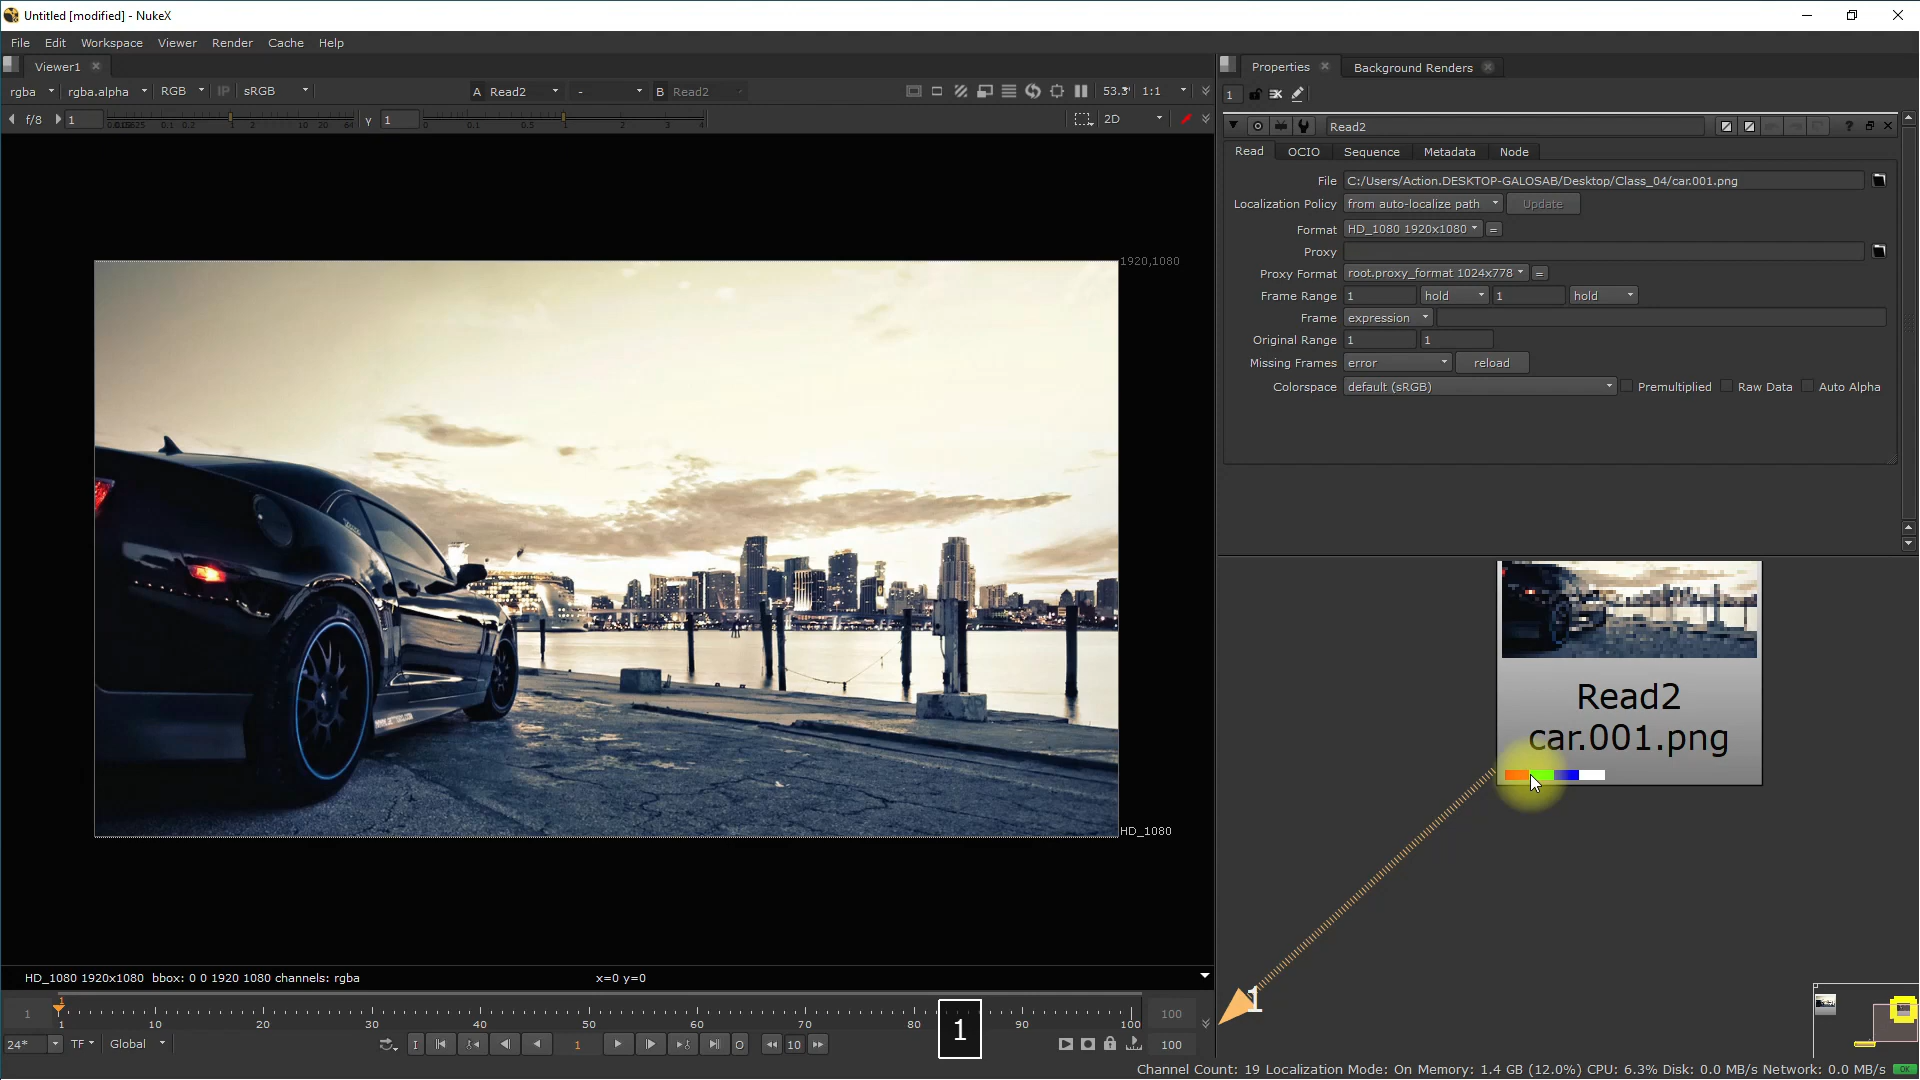 Untitled [modified] - NukeX
File Edit Workspace Viewer Render Cache Help
Viewer1
Properties
Background Renders
rgba rgba.alpha RGB IP sRGB A Read2 - B Read2 53.3 1:1
1
f/8 1 y 1 2D
Read2
Read OCIO Sequence Metadata Node
File C:/Users/Action.DESKTOP-GALOSAB/Desktop/Class_04/car.001.png
Localization Policy from auto-localize path Update
Format HD_1080 1920x1080 =
Proxy
Proxy Format root.proxy_format 1024x778 =
Frame Range 1 hold 1 hold
Frame expression
Original Range 1 1
Missing Frames error reload
Colorspace default (sRGB) Premultiplied Raw Data Auto Alpha
1920,1080
HD_1080
Read2
car.001.png
1
HD_1080 1920x1080 bbox: 0 0 1920 1080 channels: rgba x=0 y=0
1 1 100
1 10 20 30 40 50 60 70 80 90 100
1
24* TF Global I 1 O 10 100
Channel Count: 19 Localization Mode: On Memory: 1.4 GB (12.0%) CPU: 6.3% Disk: 0.0 MB/s Network: 0.0 MB/s OK